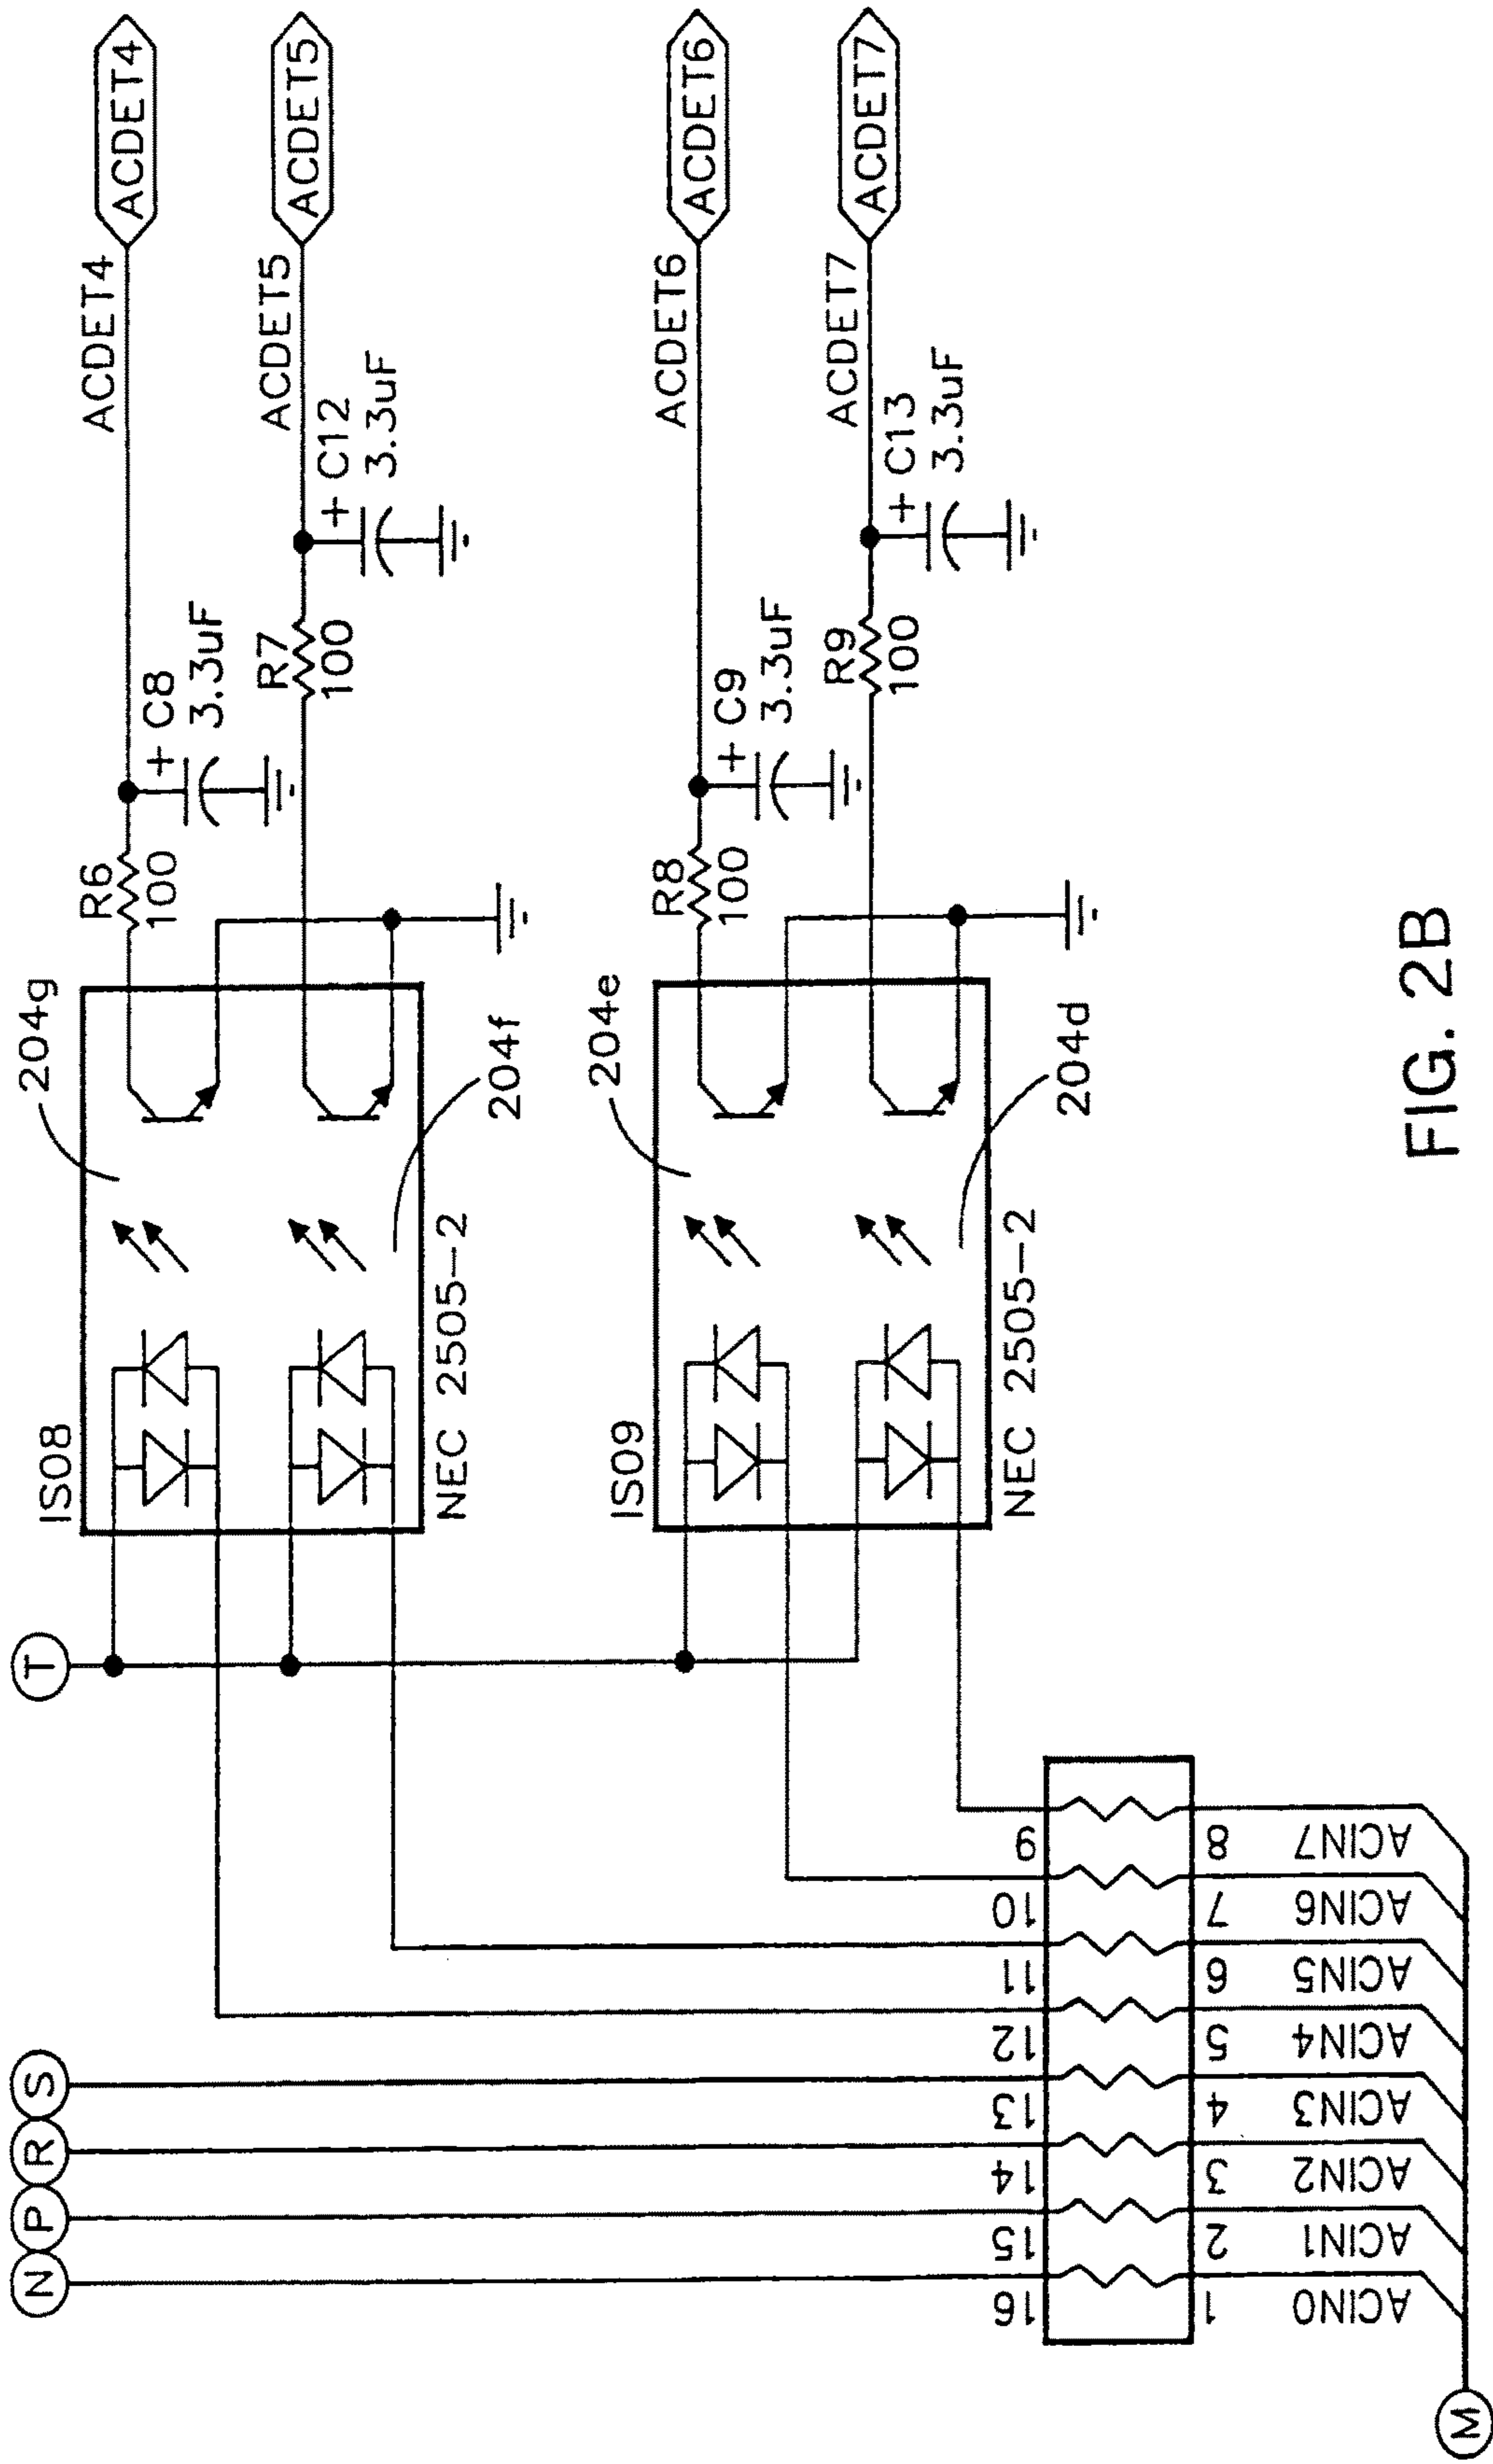 T
IS08
204g
R6
100
+ C8
3.3uF
ACDET4
ACDET4
R7
100
+ C12
3.3uF
ACDET5
ACDET5
204f
NEC 2505-2
IS09
204e
R8
100
+ C9
3.3uF
ACDET6
ACDET6
R9
100
+ C13
3.3uF
ACDET7
ACDET7
204d
NEC 2505-2
N
P
R
S
16
15
14
13
12
11
10
9
1
2
3
4
5
6
7
8
ACIN0
ACIN1
ACIN2
ACIN3
ACIN4
ACIN5
ACIN6
ACIN7
M
FIG. 2B